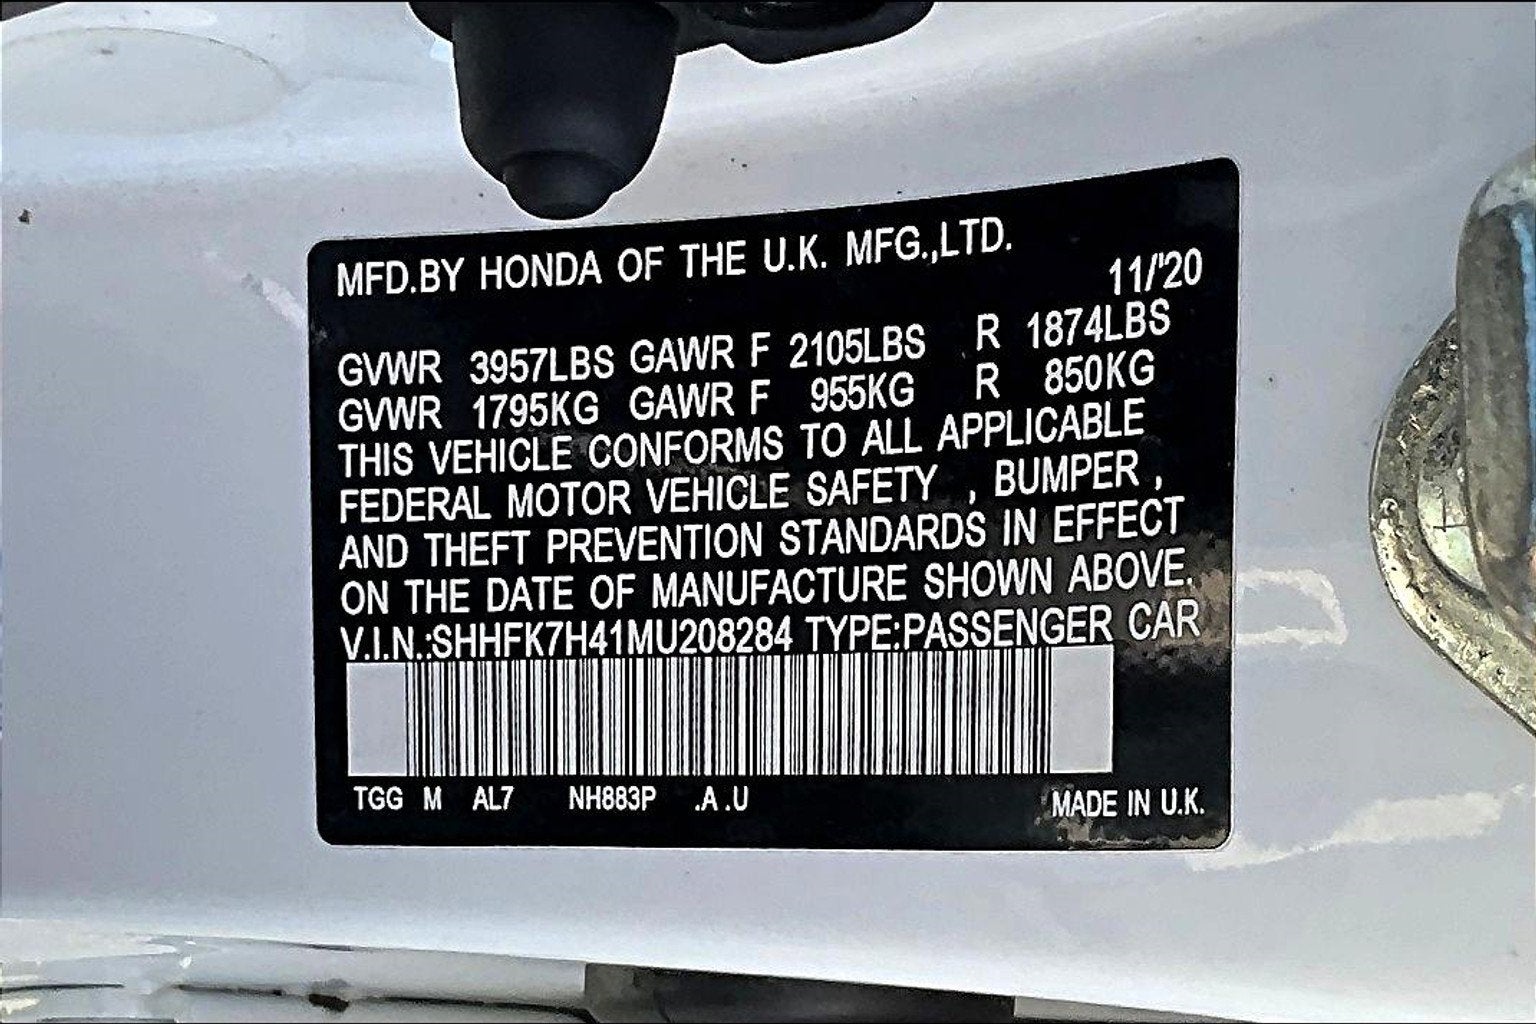 MFD.BY HONDA OF THE U.K. MFG.,LTD.
11/'20
GVWR 3957LBS GAWR F 2105LBS R 1874LBS
GVWR 1795KG GAWR F 955KG R 850KG
THIS VEHICLE CONFORMS TO ALL APPLICABLE
FEDERAL MOTOR VEHICLE SAFETY , BUMPER ,
AND THEFT PREVENTION STANDARDS IN EFFECT
ON THE DATE OF MANUFACTURE SHOWN ABOVE.
V.I.N.:SHHFK7H41MU208284 TYPE:PASSENGER CAR
TGG M AL7 NH883P .A .U MADE IN U.K.